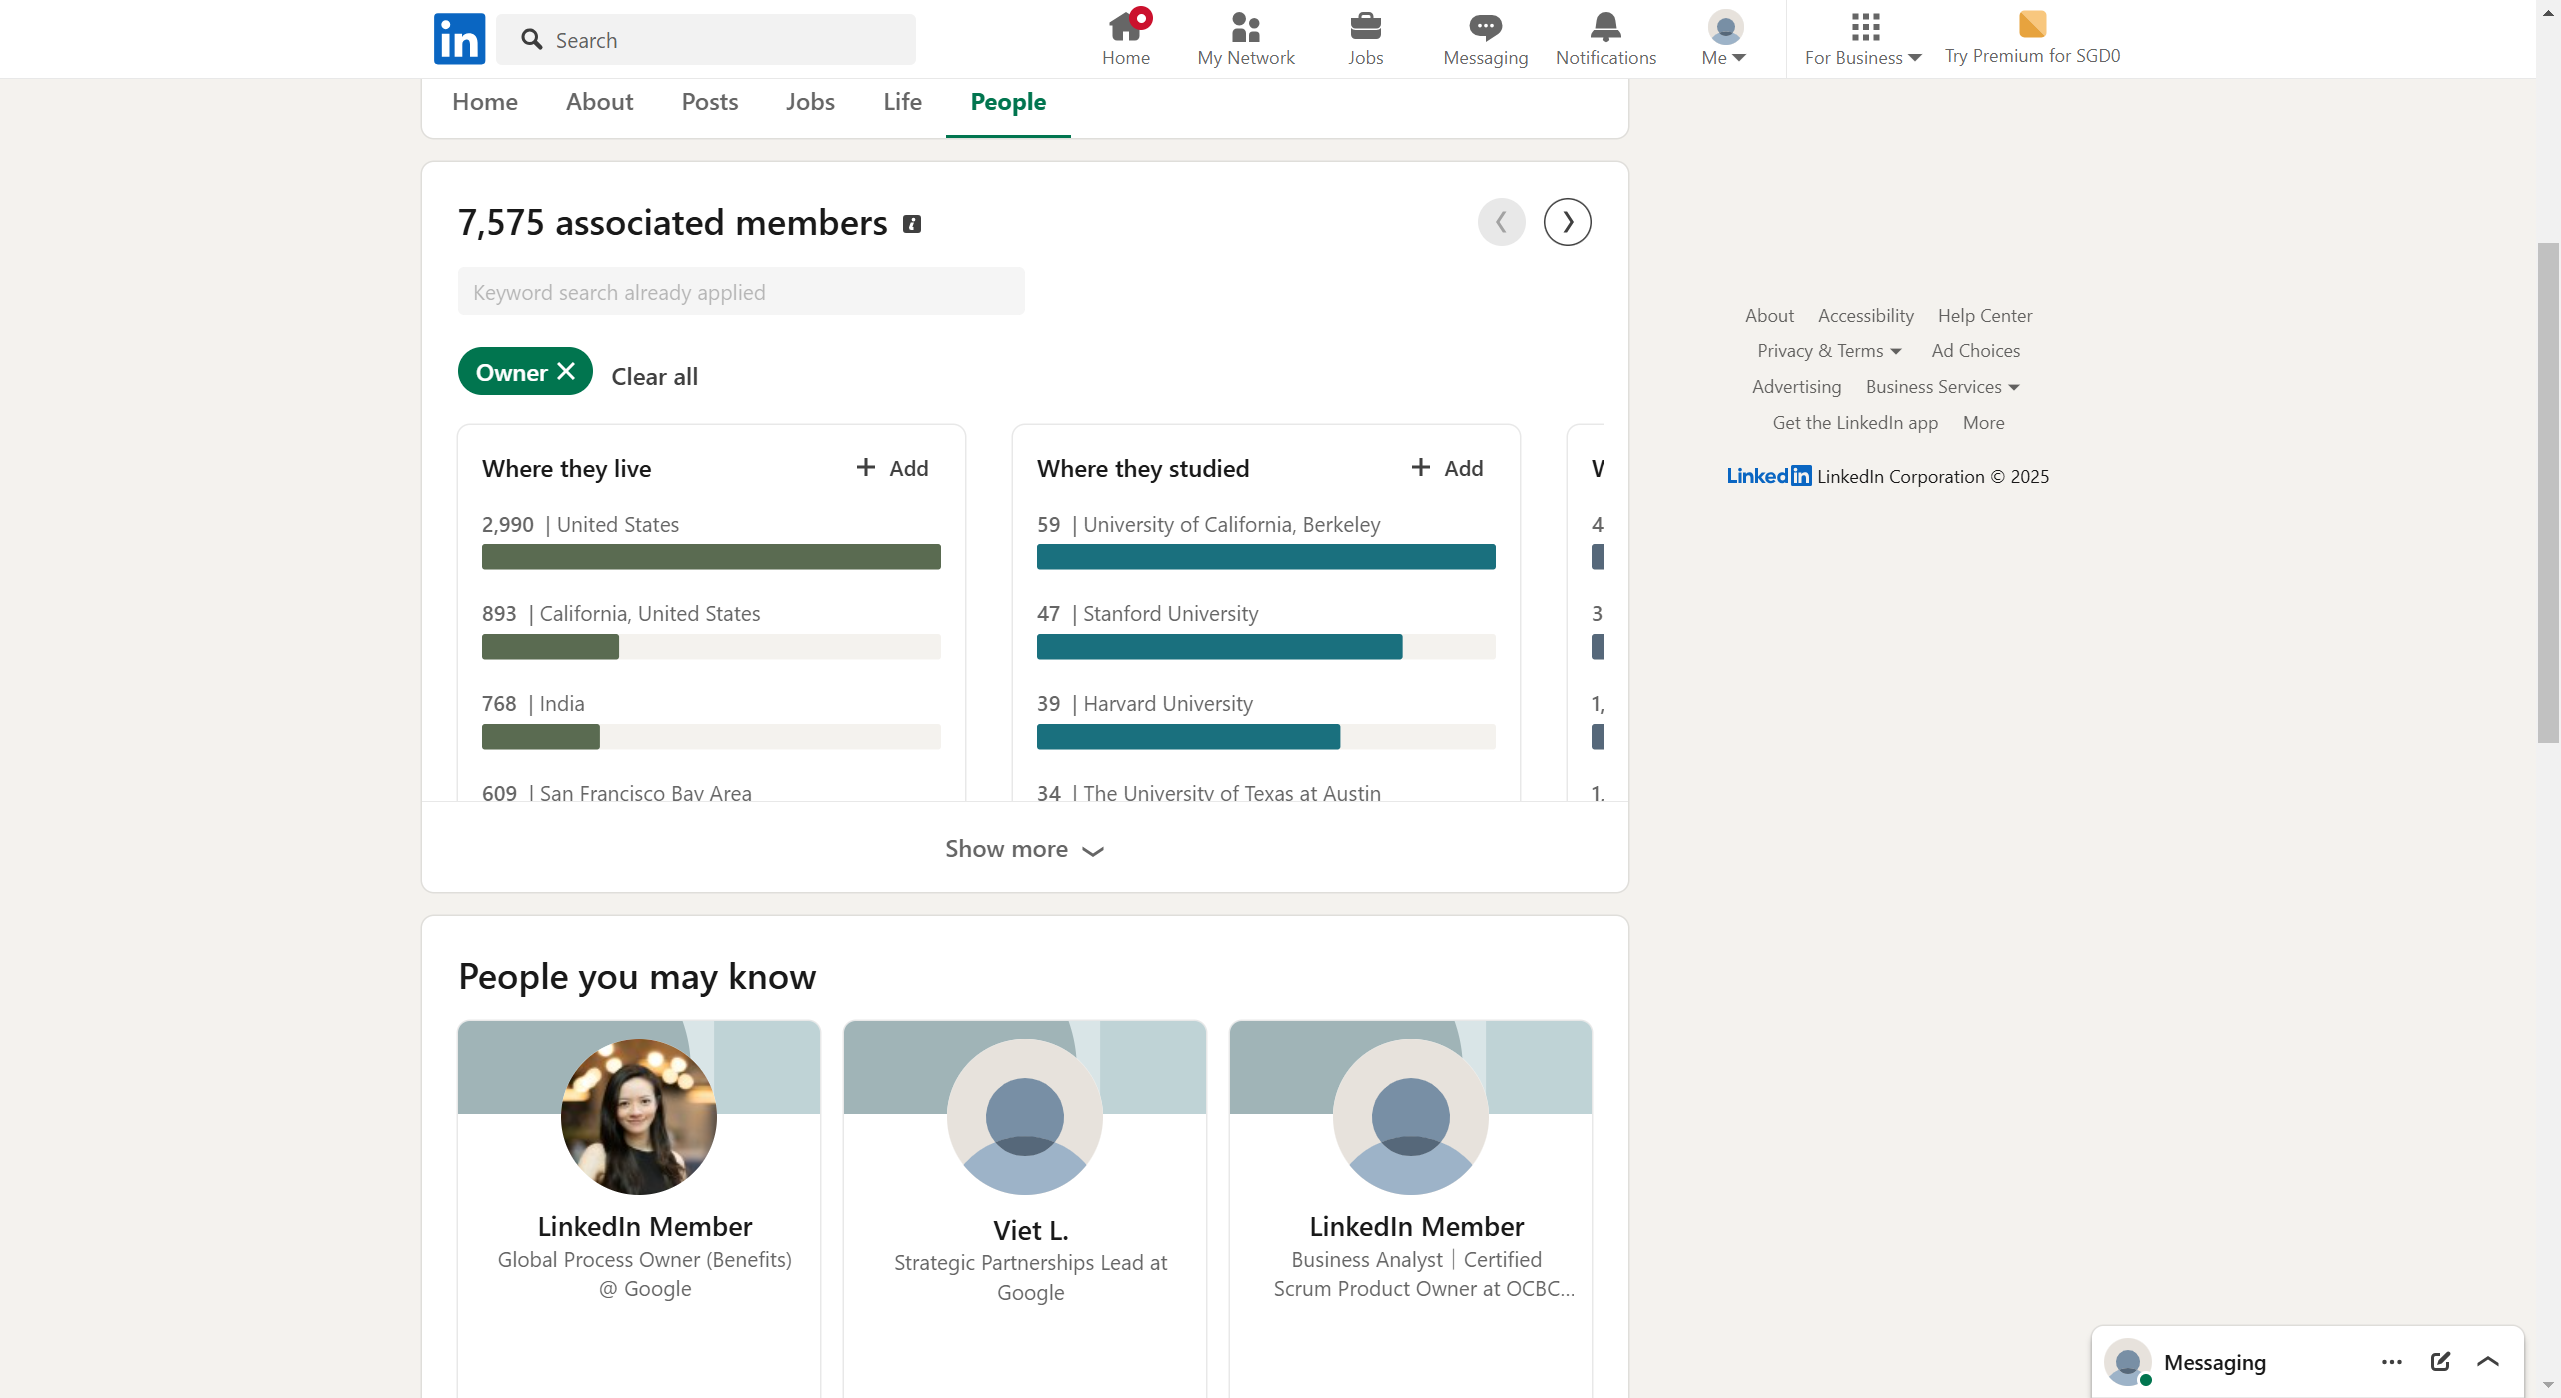 in
Search
Home
My Network
Jobs
Messaging
Notifications
Me
For Business
Try Premium for SGD0
Home
About
Posts
Jobs
Life
People
7,575 associated members
Keyword search already applied
Owner
Clear all
Where they live
Add
2,990 | United States
893 | California, United States
768 | India
609 | San Francisco Bay Area
Where they studied
Add
59 | University of California, Berkeley
47 | Stanford University
39 | Harvard University
34 | The University of Texas at Austin
Show more
About
Accessibility
Help Center
Privacy & Terms
Ad Choices
Advertising
Business Services
Get the LinkedIn app
More
LinkedIn LinkedIn Corporation © 2025
People you may know
LinkedIn Member
Global Process Owner (Benefits)
@ Google
Viet L.
Strategic Partnerships Lead at
Google
LinkedIn Member
Business Analyst | Certified
Scrum Product Owner at OCBC...
Messaging